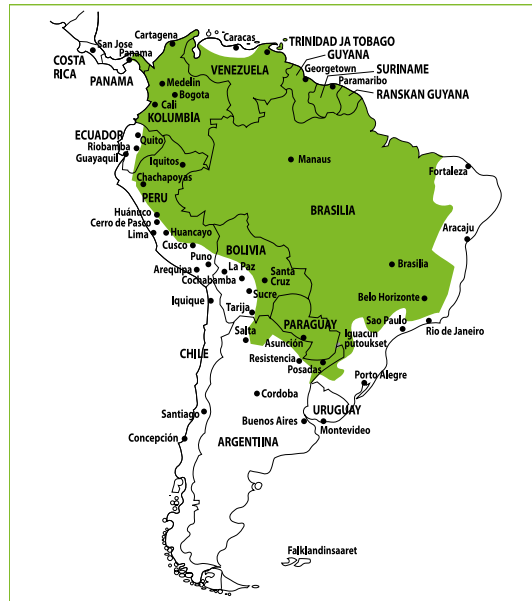 San Jose
COSTA
RICA
Panama
PANAMA
Cartagena
Caracas
TRINIDAD JA TOBAGO
VENEZUELA
GUYANA
Georgetown
SURINAME
Paramaribo
RANSKAN GUYANA
Medelin
Bogota
Cali
KOLUMBIA
ECUADOR
Quito
Riobamba
Guayaquil
Iquitos
Chachapoyas
PERU
Manaus
Fortaleza
BRASILIA
Aracaju
Huánuco
Cerro de Pasco
Lima
Huancayo
Cusco
BOLIVIA
Puno
La Paz
Arequipa
Cochabamba
Santa
Cruz
Brasilia
Iquique
Sucre
Belo Horizonte
Tarija
PARAGUAY
Sao Paulo
Rio de Janeiro
Salta
Asunción
Iguacun
putoukset
CHILE
Resistencia
Posadas
Porto Alegre
Cordoba
Santiago
URUGUAY
Buenos Aires
Montevideo
Concepción
ARGENTIINA
Falklandinsaaret